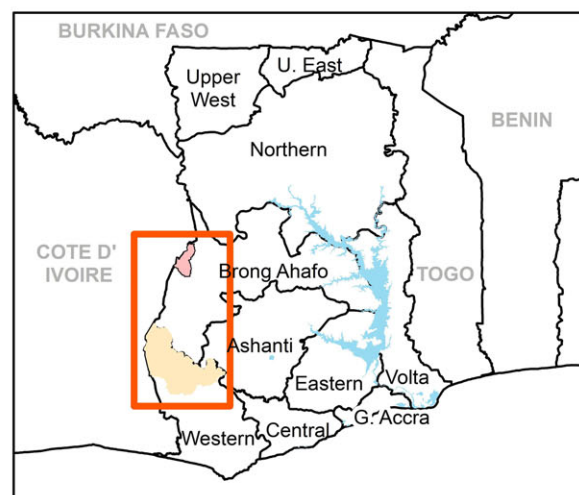 BURKINA FASO
U. East
Upper
West
BENIN
Northern
COTE D'
IVOIRE
Brong Ahafo
TOGO
Ashanti
Eastern
Volta
G. Accra
Western
Central